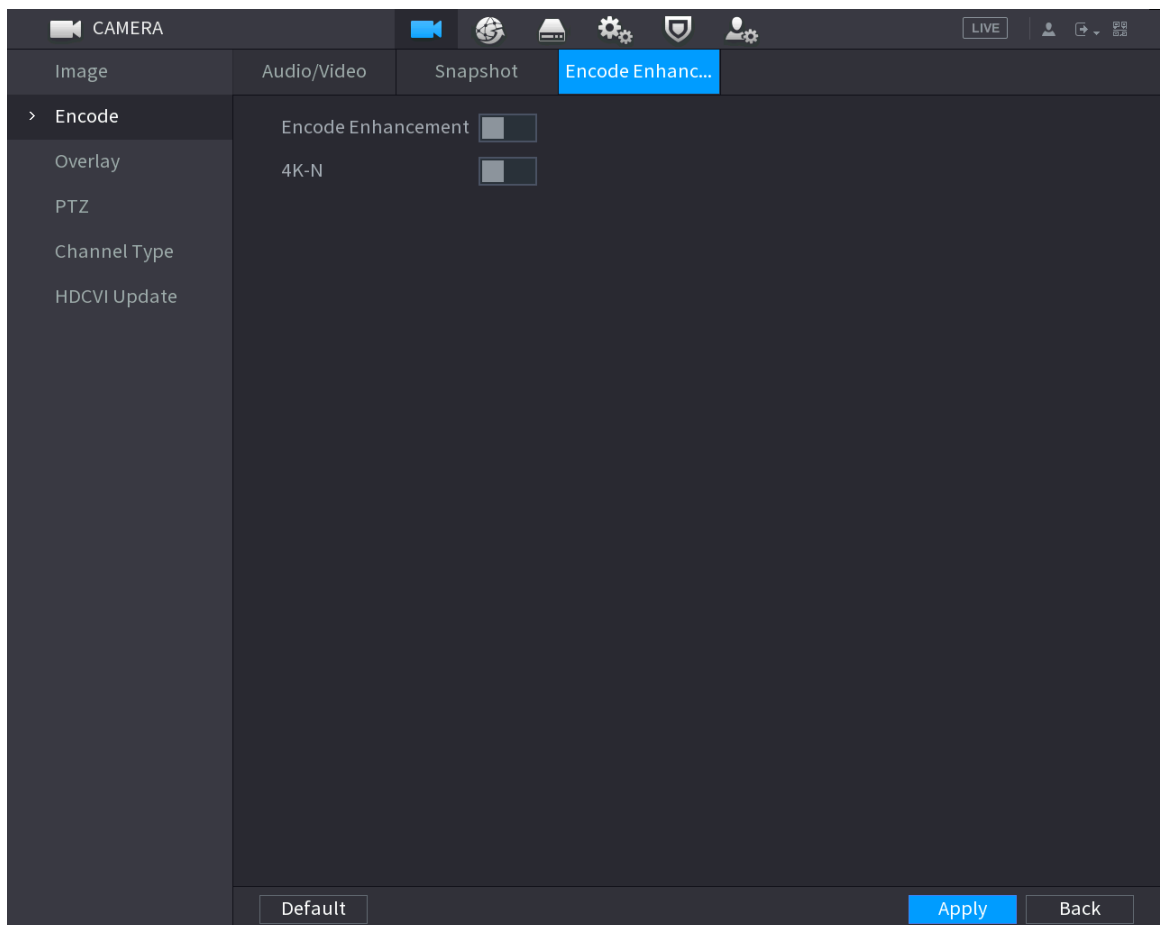 CAMERA
LIVE
Image
Encode
Overlay
PTZ
Channel Type
HDCVI Update
Audio/Video
Snapshot
Encode Enhanc...
Encode Enhancement
4K-N
Default
Apply
Back